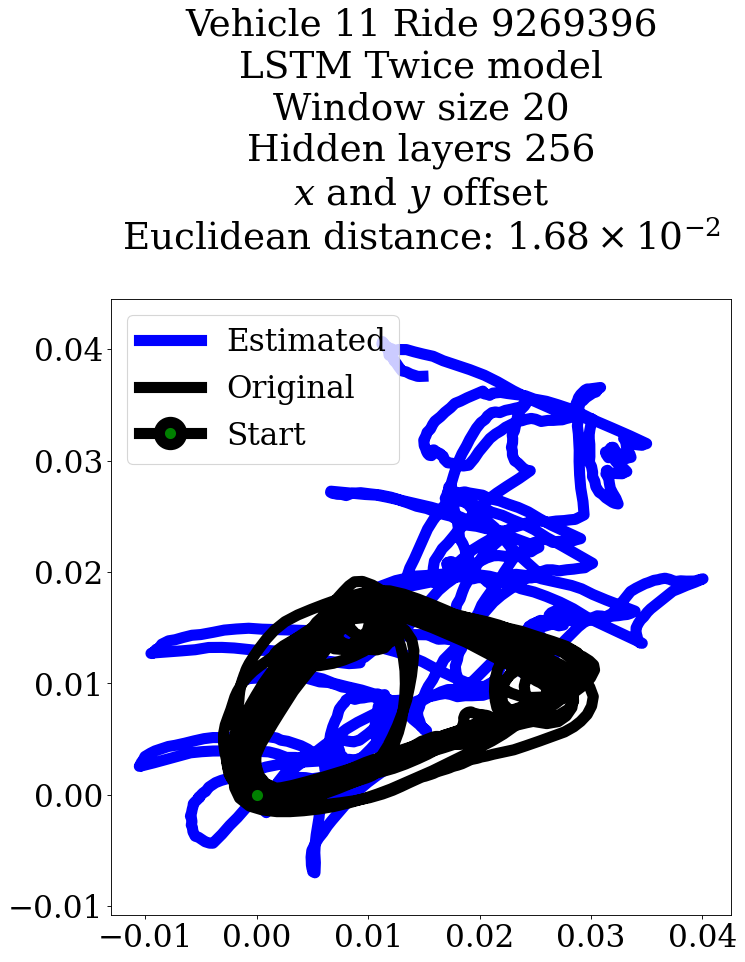 Vehicle 11 Ride 9269396
LSTM Twice model
Window size 20
Hidden layers 256
x and y offset
Euclidean distance: 1.68 × 10⁻²
Estimated
Original
Start
0.04
0.03
0.02
0.01
0.00
−0.01
−0.01 0.00 0.01 0.02 0.03 0.04